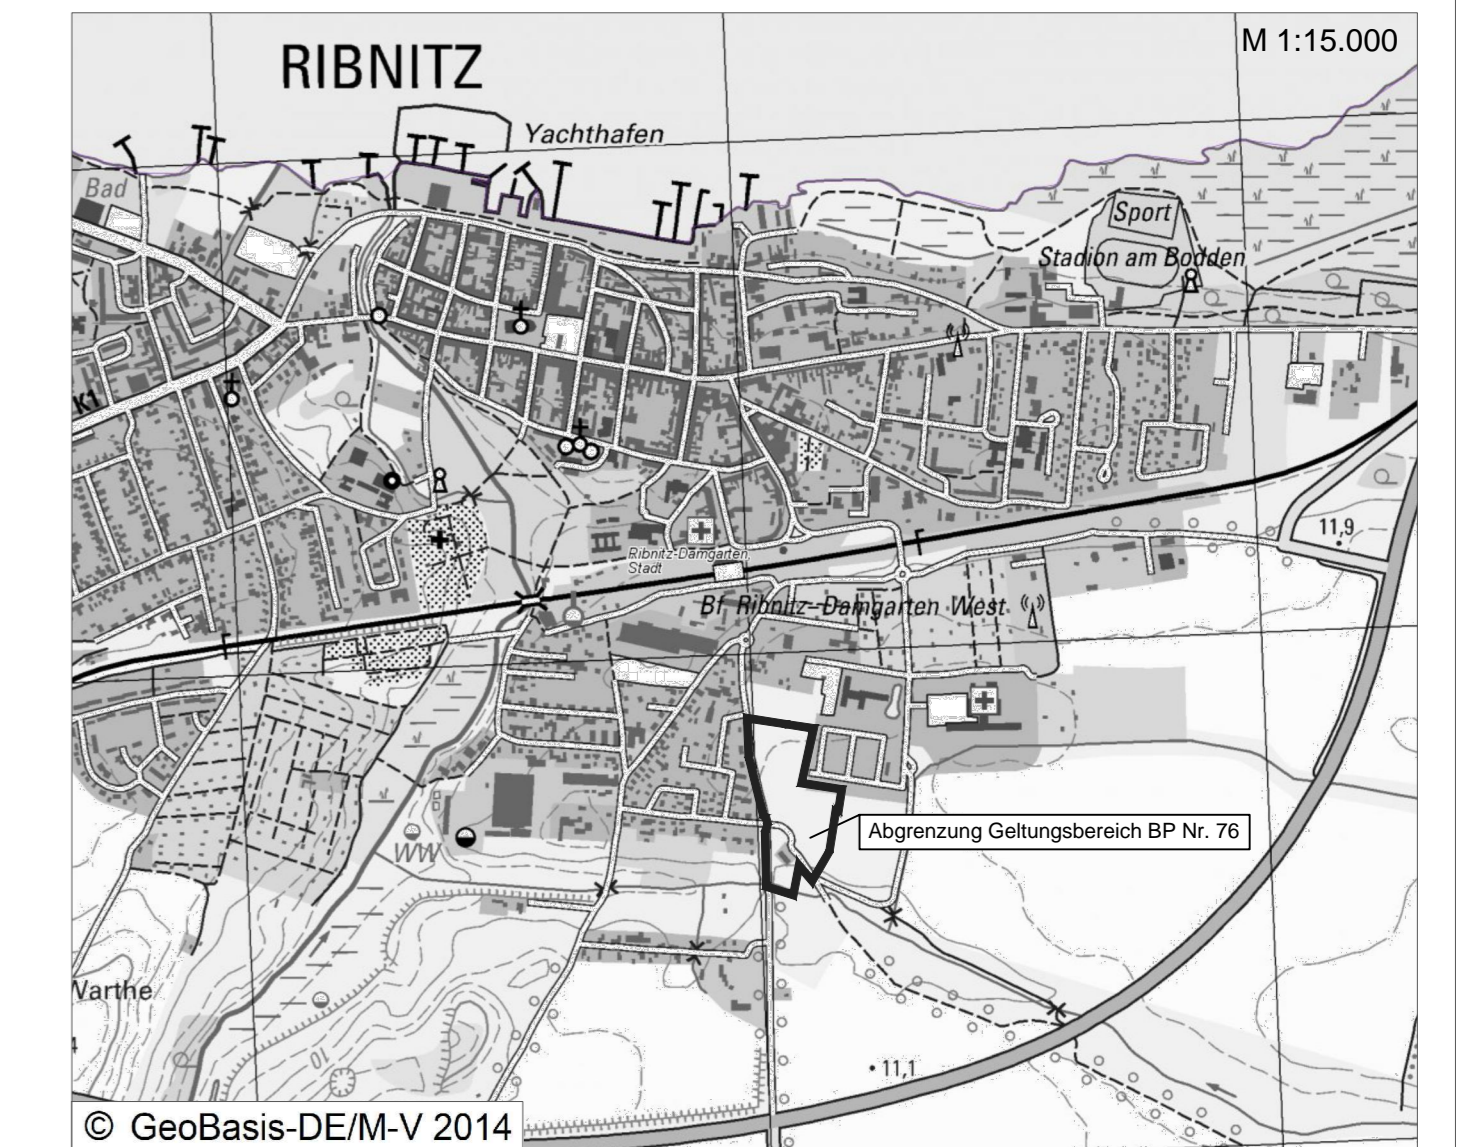 M 1:15.000
RIBNITZ
Yachthafen
Bad
Sport
Stadion am Bodden
K1
11,9
Ribnitz-Damgarten,
Stadt
Bf Ribnitz-Damgarten West
Abgrenzung Geltungsbereich BP Nr. 76
WW
Warthe
10
11,1
© GeoBasis-DE/M-V 2014